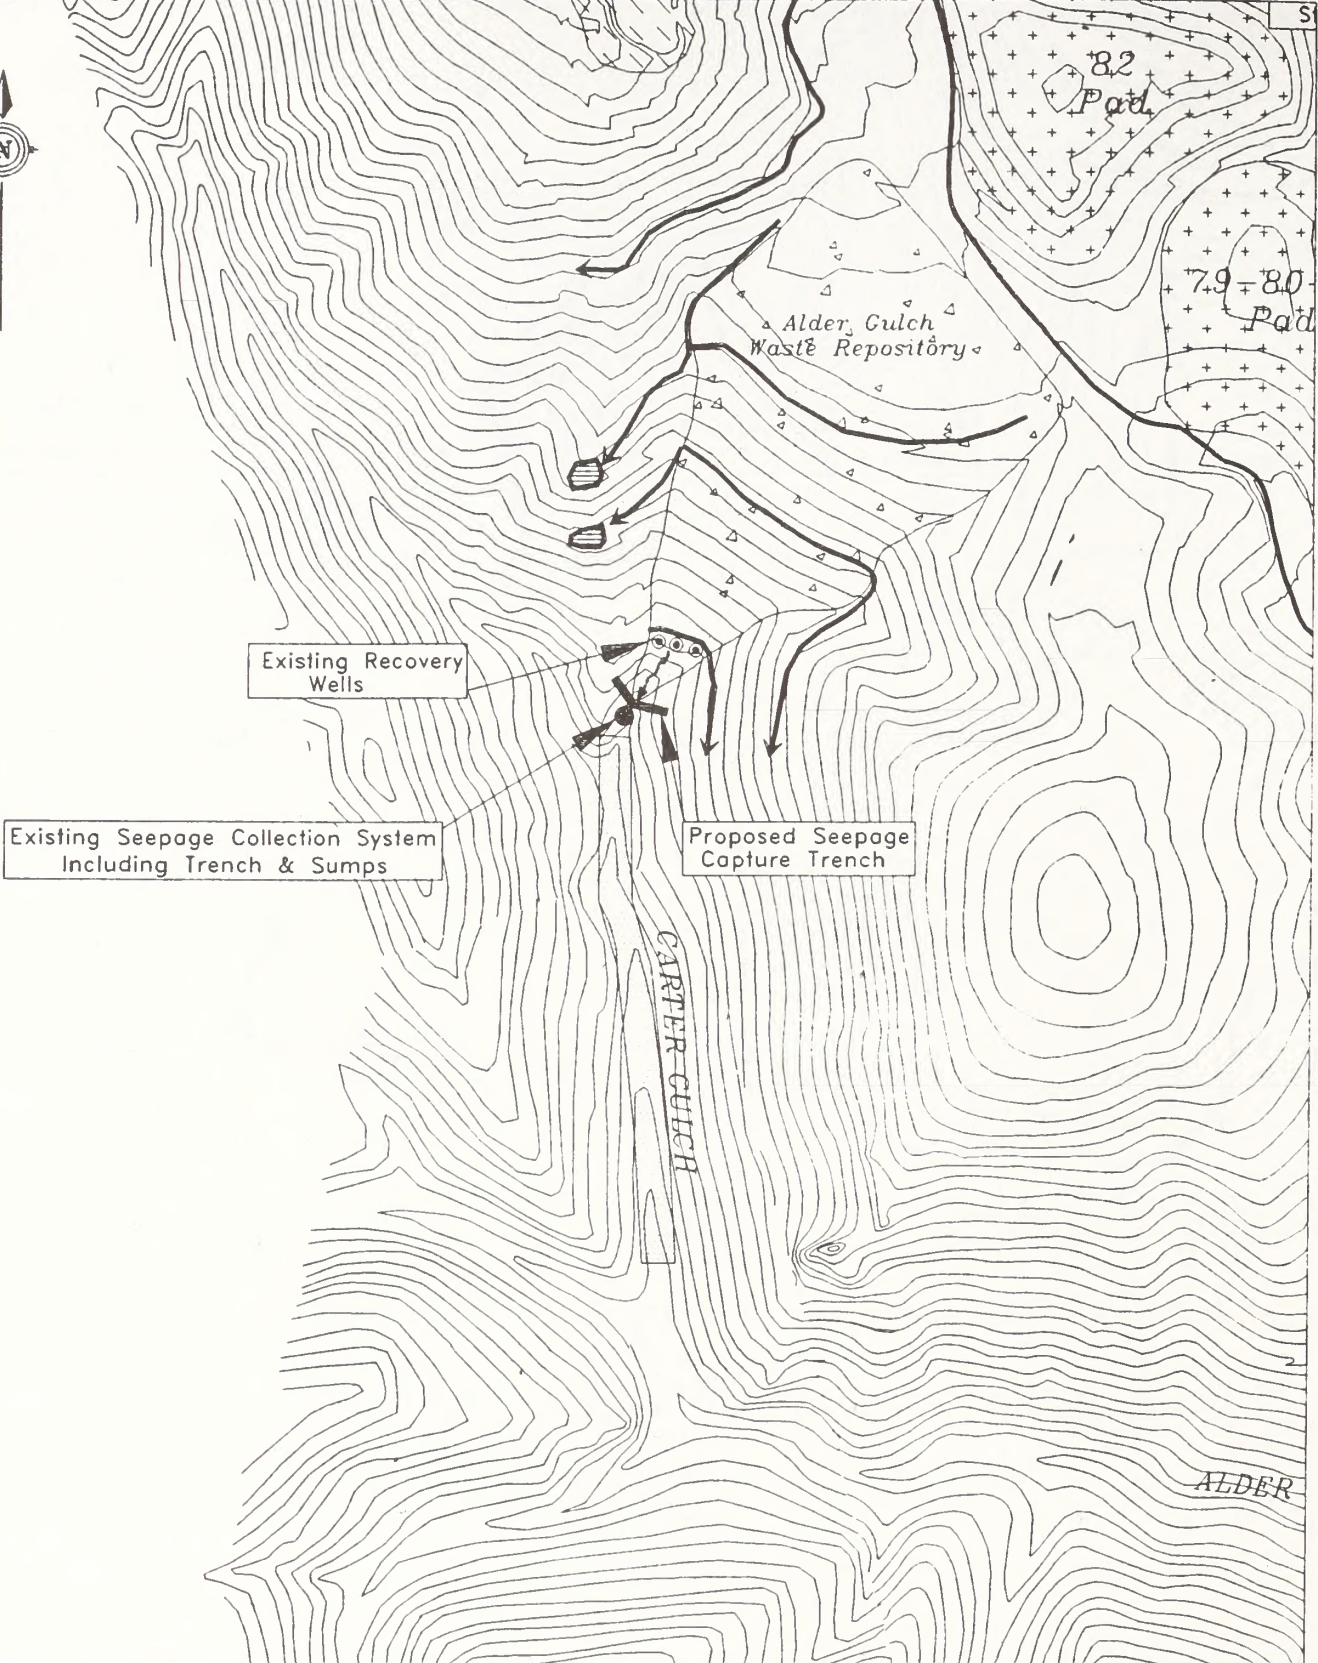 S
82
Pad
N
79-80
Pad
Alder Gulch
Waste Repository
Existing Recovery
Wells
Existing Seepage Collection System
Including Trench & Sumps
Proposed Seepage
Capture Trench
CARTER GULCH
ALDER